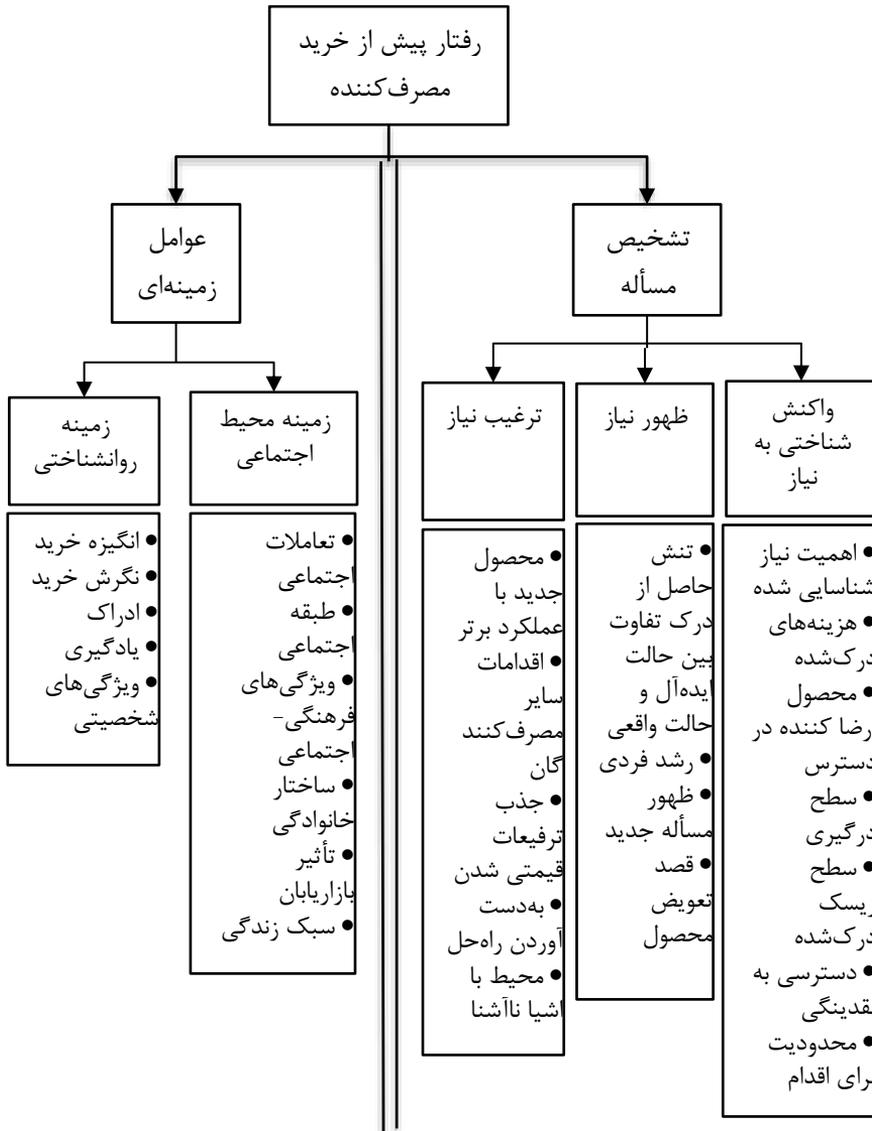 رفتار پیش از خرید
مصرف‌کننده
تشخیص
مسأله
عوامل
زمینه‌ای
واکنش
شناختی به
نیاز
ظهور نیاز
ترغیب نیاز
زمینه محیط
اجتماعی
زمینه
روانشناختی
● اهمیت نیاز
شناسایی شده
● هزینه‌های
درک‌شده
● محصول
رضا کننده در
دسترس
● سطح
درگیری
● سطح
ریسک
درک‌شده
● دسترسی به
نقدینگی
● محدودیت
برای اقدام
● تنش
حاصل از
درک تفاوت
بین حالت
ایده‌آل و
حالت واقعی
● رشد فردی
● ظهور
مسأله جدید
● قصد
تعویض
محصول
● محصول
جدید با
عملکرد برتر
● اقدامات
سایر
مصرف‌کنند
گان
● جذب
ترفیعات
قیمتی شدن
● به‌دست
آوردن راه‌حل
● محیط با
اشیا ناآشنا
● تعاملات
اجتماعی
● طبقه
اجتماعی
● ویژگی‌های
فرهنگی-
اجتماعی
● ساختار
خانوادگی
● تأثیر
بازاریابان
● سبک زندگی
● انگیزه خرید
● نگرش خرید
● ادراک
● یادگیری
● ویژگی‌های
شخصیتی